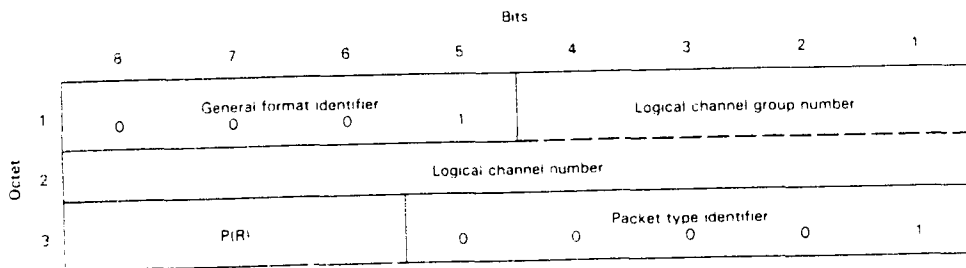 Bits
8 7 6 5 4 3 2 1
General format identifier
Logical channel group number
1
0 0 0 1
Octet
2
Logical channel number
Packet type identifier
3
P(R)
0 0 0 0 1